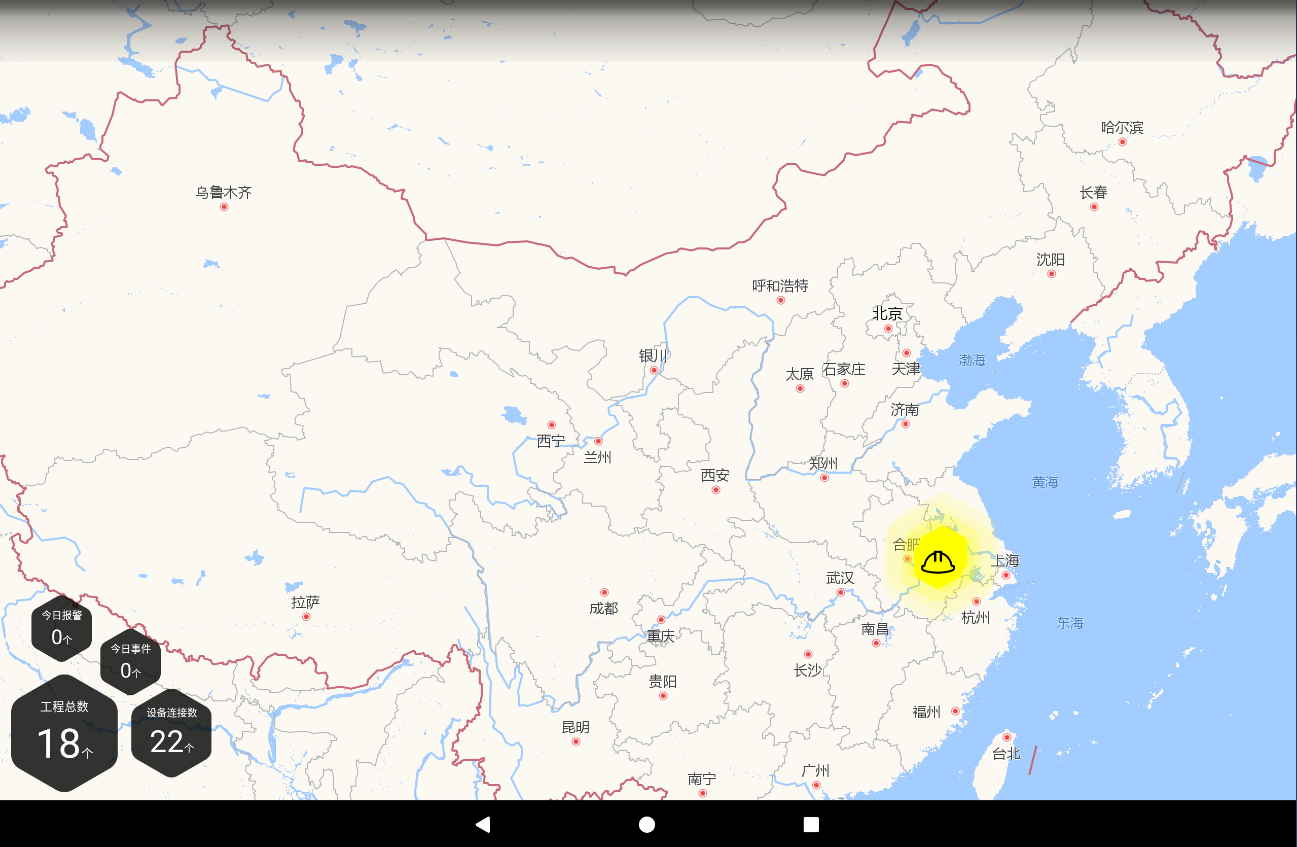 哈尔滨
乌鲁木齐
长春
沈阳
呼和浩特
北京
银川
渤海
天津
太原
石家庄
济南
西宁
兰州
郑州
西安
黄海
合肥
上海
武汉
成都
拉萨
杭州
东海
重庆
南昌
长沙
贵阳
福州
昆明
台北
广州
南宁
今日报警
0个
今日事件
0个
工程总数
18个
设备连接数
22个